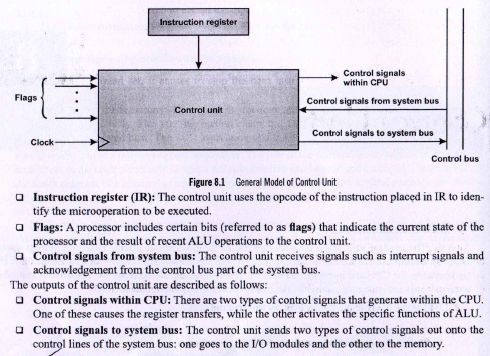 Instruction register
Control signals
within CPU
Flags
Control signals from system bus
Control unit
Control signals to system bus
Clock
Control bus
Figure 8.1 General Model of Control Unit
❑ Instruction register (IR): The control unit uses the opcode of the instruction placed in IR to iden-
tify the microoperation to be executed.
❑ Flags: A processor includes certain bits (referred to as flags) that indicate the current state of the
processor and the result of recent ALU operations to the control unit.
❑ Control signals from system bus: The control unit receives signals such as interrupt signals and
acknowledgement from the control bus part of the system bus.
The outputs of the control unit are described as follows:
❑ Control signals within CPU: There are two types of control signals that generate within the CPU.
One of these causes the register transfers, while the other activates the specific functions of ALU.
❑ Control signals to system bus: The control unit sends two types of control signals out onto the
control lines of the system bus: one goes to the I/O modules and the other to the memory.